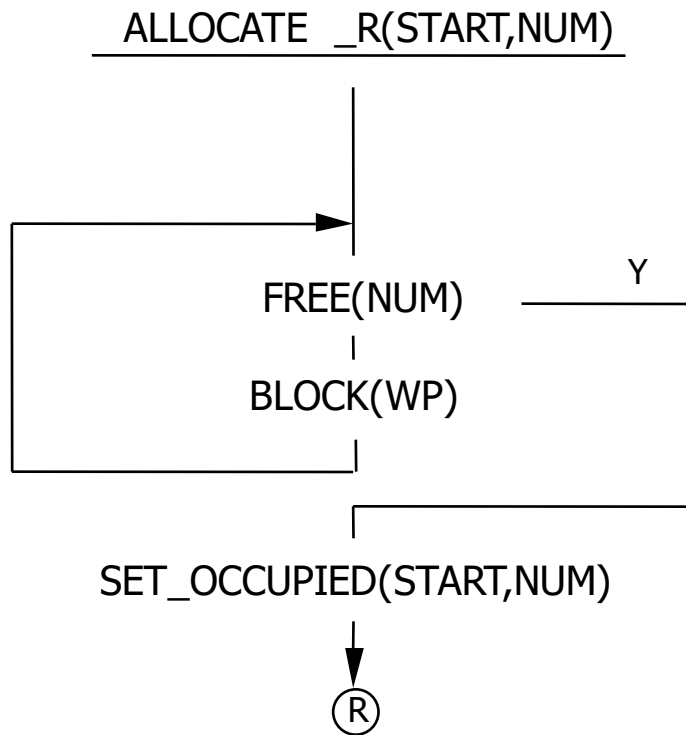 ALLOCATE _R(START,NUM)
Y
FREE(NUM)
BLOCK(WP)
SET_OCCUPIED(START,NUM)
R